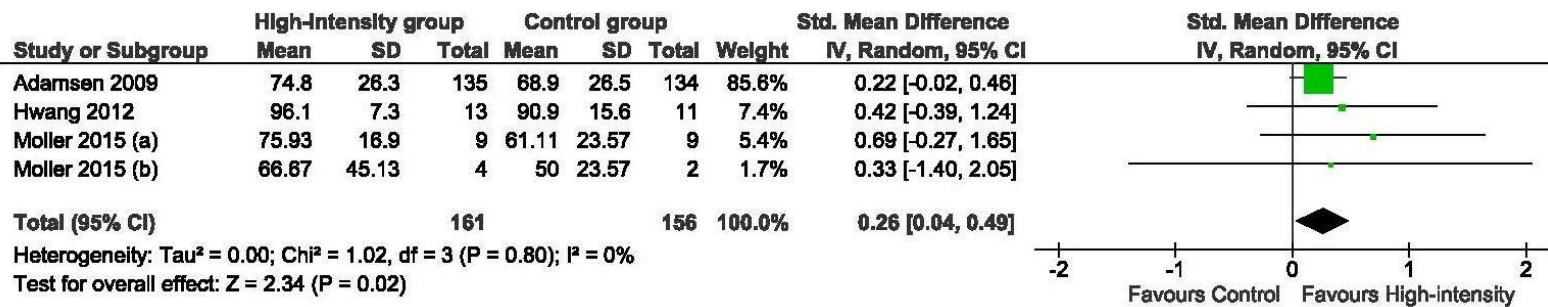 High-Intensity group Control group Std. Mean Difference Std. Mean Difference
Study or Subgroup Mean SD Total Mean SD Total Weight IV, Random, 95% CI IV, Random, 95% CI
Adamsen 2009 74.8 26.3 135 68.9 26.5 134 85.6% 0.22 [-0.02, 0.46]
Hwang 2012 96.1 7.3 13 90.9 15.6 11 7.4% 0.42 [-0.39, 1.24]
Moller 2015 (a) 75.93 16.9 9 61.11 23.57 9 5.4% 0.69 [-0.27, 1.65]
Moller 2015 (b) 66.67 45.13 4 50 23.57 2 1.7% 0.33 [-1.40, 2.05]
Total (95% CI) 161 156 100.0% 0.26 [0.04, 0.49]
Heterogeneity: Tau² = 0.00; Chi² = 1.02, df = 3 (P = 0.80); I² = 0%
Test for overall effect: Z = 2.34 (P = 0.02)
-2 -1 0 1 2
Favours Control Favours High-intensity